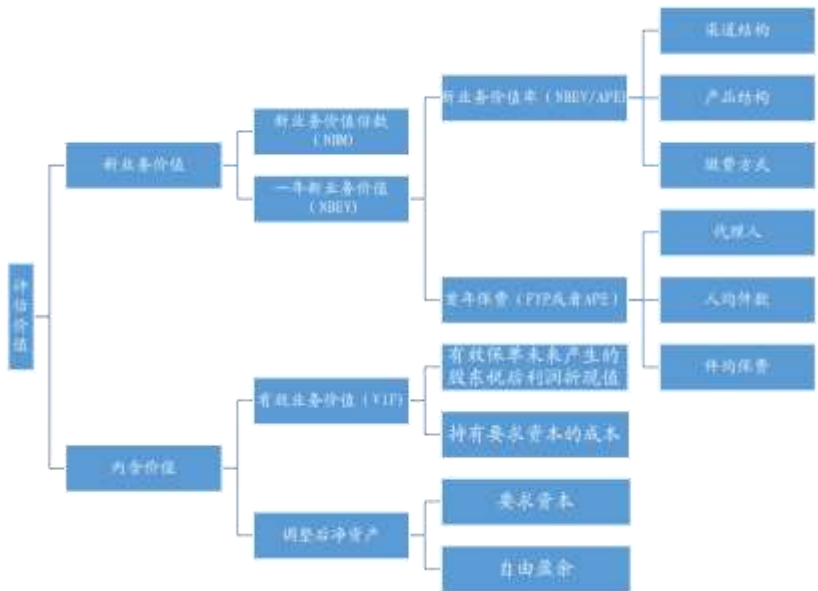 评估价值
新业务价值
内含价值
新业务价值倍数
(NBM)
一年新业务价值
(NBEV)
有效业务价值(VIF)
调整后净资产
新业务价值率(NBEV/APE)
首年保费(FYP或者APE)
有效保单未来产生的
股东税后利润折现值
持有要求资本的成本
要求资本
自由盈余
渠道结构
产品结构
缴费方式
代理人
人均件数
件均保费